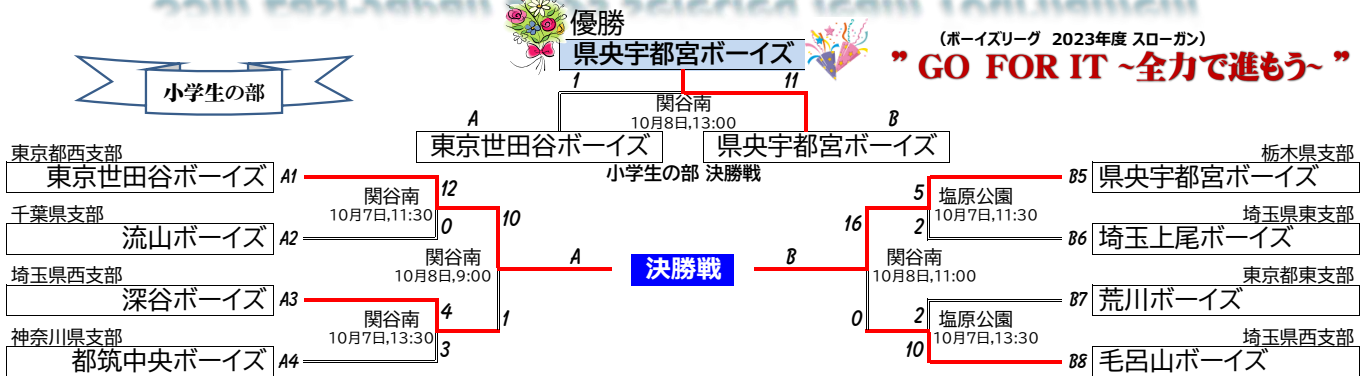 優勝
県央宇都宮ボーイズ
(ボーイズリーグ 2023年度 スローガン)
” GO FOR IT ~全力で進もう~ ”
小学生の部
1
11
関谷南
10月8日,13:00
A
B
東京世田谷ボーイズ
県央宇都宮ボーイズ
小学生の部 決勝戦
東京都西支部
東京世田谷ボーイズ A1
千葉県支部
流山ボーイズ A2
埼玉県西支部
深谷ボーイズ A3
神奈川県支部
都筑中央ボーイズ A4
関谷南
10月7日,11:30
12
0
関谷南
10月7日,13:30
4
3
関谷南
10月8日,9:00
10
1
A
決勝戦
B
16
0
関谷南
10月8日,11:00
5
2
塩原公園
10月7日,11:30
2
10
塩原公園
10月7日,13:30
栃木県支部
B5 県央宇都宮ボーイズ
埼玉県東支部
B6 埼玉上尾ボーイズ
東京都東支部
B7 荒川ボーイズ
埼玉県西支部
B8 毛呂山ボーイズ